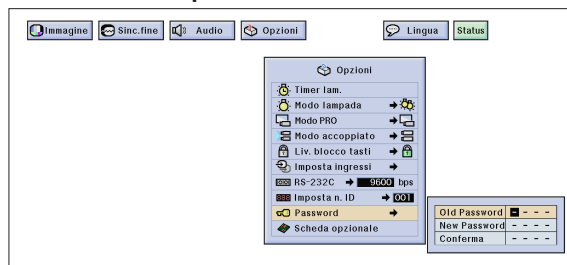 Immagine Sinc.fine Audio Opzioni Lingua Status
Opzioni
Timer lam.
Modo lampada
Modo PRO
Modo accoppiato
Liv. blocco tasti
Imposta ingressi
RS-232C 9600 bps
Imposta n. ID 001
Password
Scheda opzionale
Old Password - - - -
New Password - - - -
Conferma - - - -